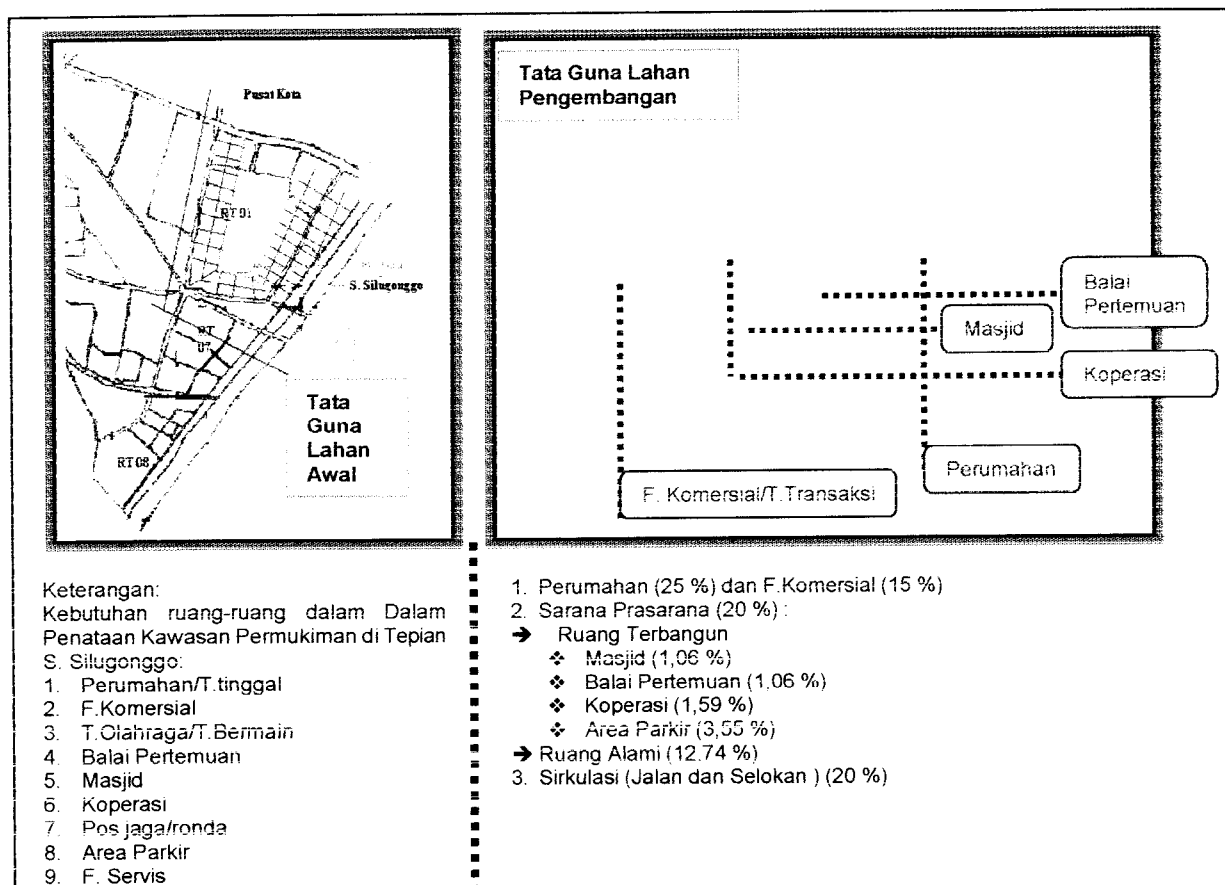 Pusat Kota
RT 01
S. Silugonggo
RT
07
RT 08
Tata
Guna
Lahan
Awal
Tata Guna Lahan
Pengembangan
Balai
Pertemuan
Masjid
Koperasi
Perumahan
F. Komersial/T.Transaksi
Keterangan:
Kebutuhan ruang-ruang dalam Dalam
Penataan Kawasan Permukiman di Tepian
S. Silugonggo:
1. Perumahan/T.tinggal
2. F.Komersial
3. T.Olahraga/T.Bermain
4. Balai Pertemuan
5. Masjid
6. Koperasi
7. Pos jaga/ronda
8. Area Parkir
9. F. Servis
1. Perumahan (25 %) dan F.Komersial (15 %)
2. Sarana Prasarana (20 %) :
➔ Ruang Terbangun
❖ Masjid (1,06 %)
❖ Balai Pertemuan (1,06 %)
❖ Koperasi (1,59 %)
❖ Area Parkir (3,55 %)
➔ Ruang Alami (12.74 %)
3. Sirkulasi (Jalan dan Selokan ) (20 %)